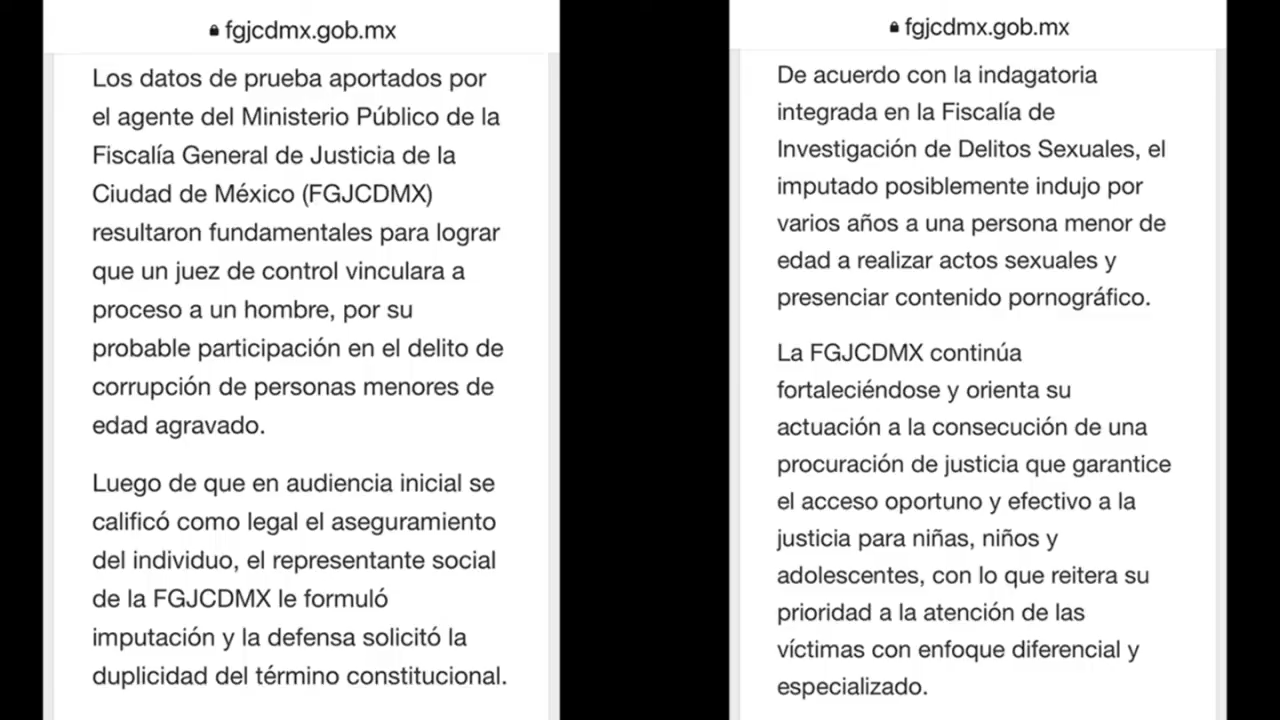 fgjcdmx.gob.mx
Los datos de prueba aportados por
el agente del Ministerio Público de la
Fiscalía General de Justicia de la
Ciudad de México (FGJCDMX)
resultaron fundamentales para lograr
que un juez de control vinculara a
proceso a un hombre, por su
probable participación en el delito de
corrupción de personas menores de
edad agravado.
Luego de que en audiencia inicial se
calificó como legal el aseguramiento
del individuo, el representante social
de la FGJCDMX le formuló
imputación y la defensa solicitó la
duplicidad del término constitucional.
fgjcdmx.gob.mx
De acuerdo con la indagatoria
integrada en la Fiscalía de
Investigación de Delitos Sexuales, el
imputado posiblemente indujo por
varios años a una persona menor de
edad a realizar actos sexuales y
presenciar contenido pornográfico.
La FGJCDMX continúa
fortaleciéndose y orienta su
actuación a la consecución de una
procuración de justicia que garantice
el acceso oportuno y efectivo a la
justicia para niñas, niños y
adolescentes, con lo que reitera su
prioridad a la atención de las
víctimas con enfoque diferencial y
especializado.